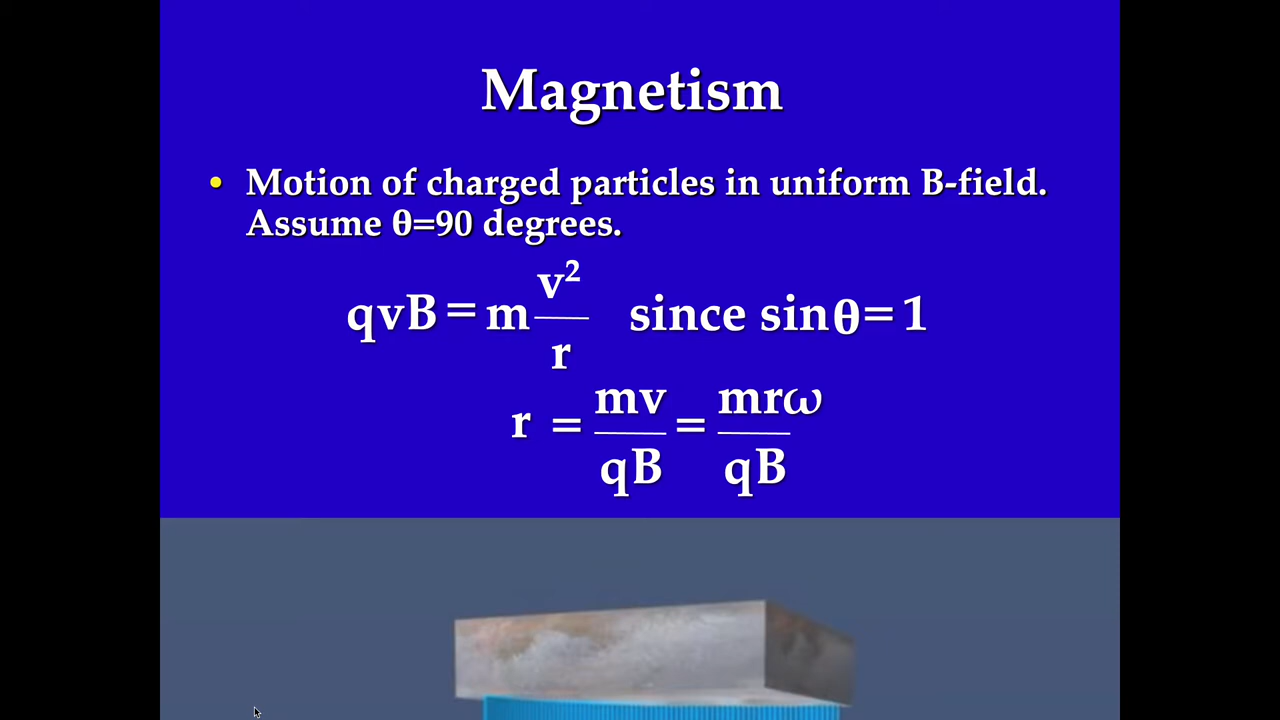 Magnetism
• Motion of charged particles in uniform B-field.
Assume θ=90 degrees.
qvB = m v²/r since sinθ= 1
r = mv/qB = mrω/qB